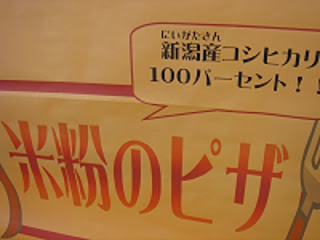 にいがたさん
新潟産コシヒカリ
100パーセント！！
米粉のピザ